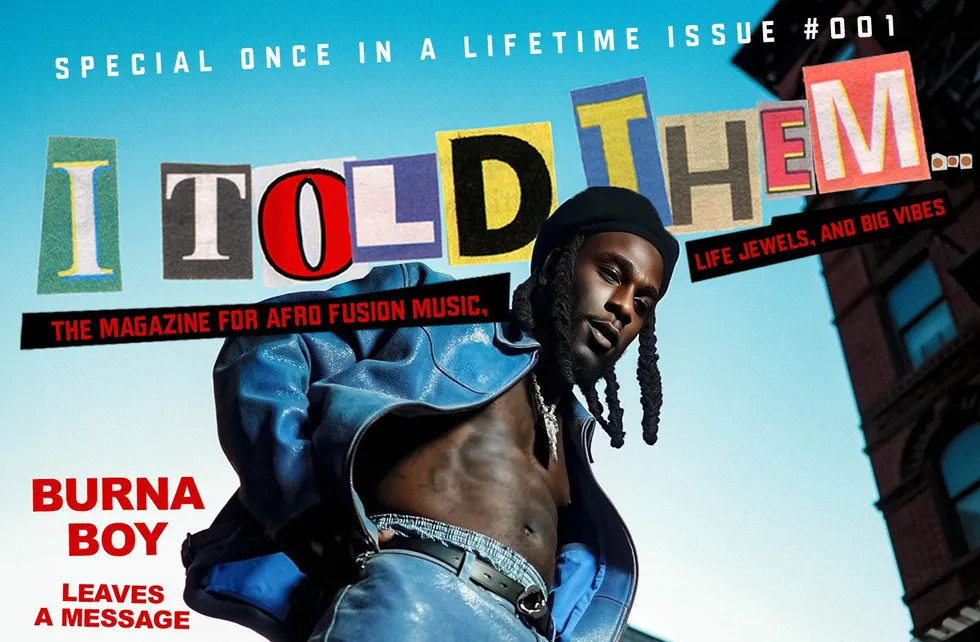 SPECIAL ONCE IN A LIFETIME ISSUE #001
I TOLD THEM...
LIFE JEWELS, AND BIG VIBES
THE MAGAZINE FOR AFRO FUSION MUSIC,
BURNA
BOY
LEAVES
A MESSAGE